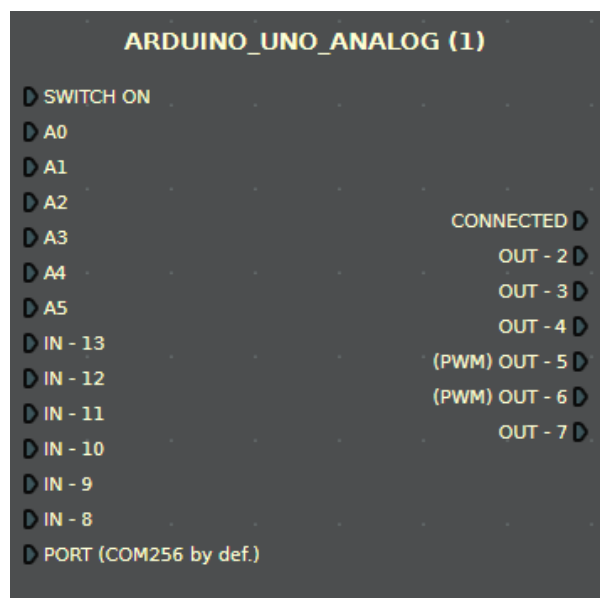 ARDUINO_UNO_ANALOG (1)
SWITCH ON
A0
A1
A2
A3
A4
A5
IN - 13
IN - 12
IN - 11
IN - 10
IN - 9
IN - 8
PORT (COM256 by def.)
CONNECTED
OUT - 2
OUT - 3
OUT - 4
(PWM) OUT - 5
(PWM) OUT - 6
OUT - 7